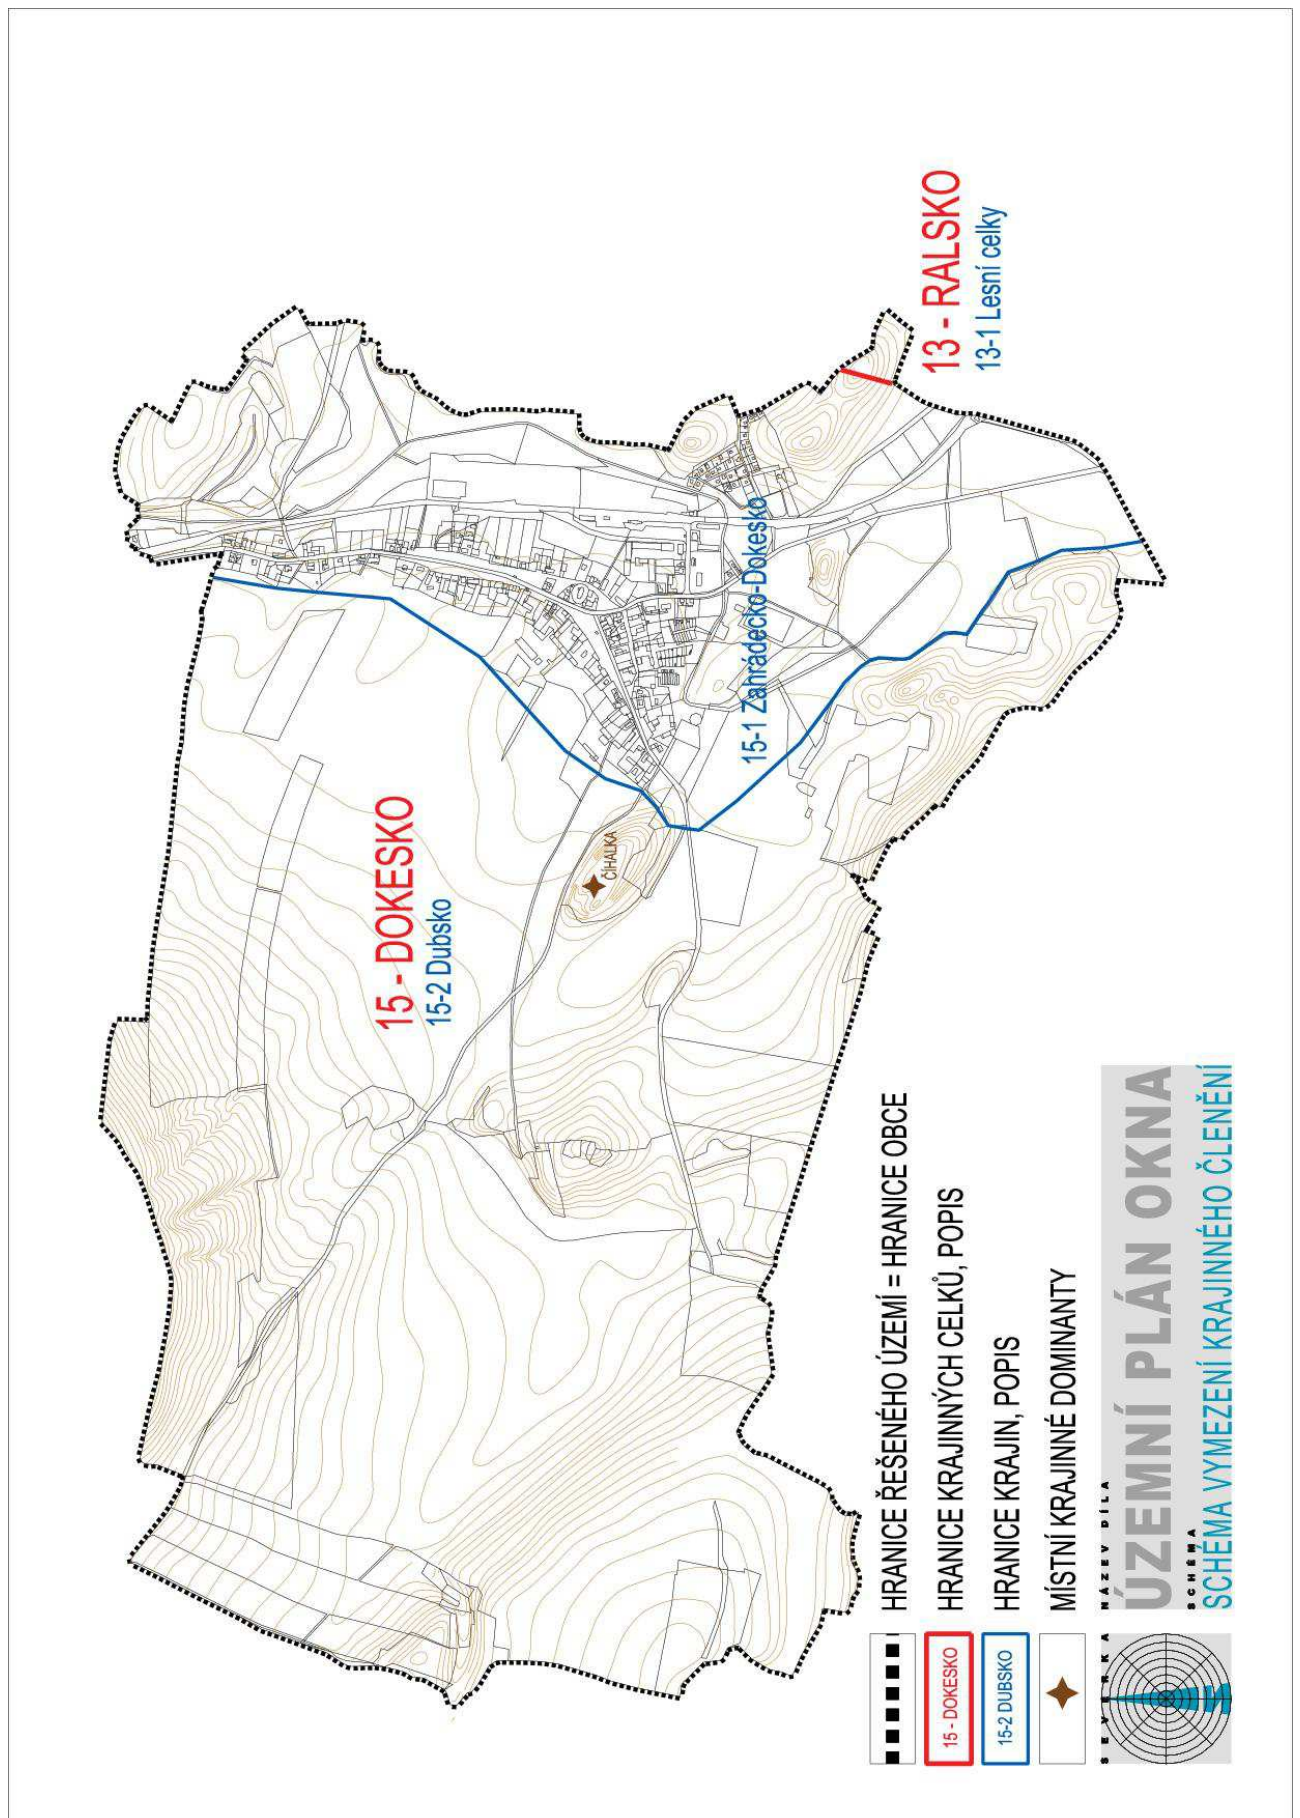 15 - DOKESKO
15-2 Dubsko
ČÍHALKA
15-1 Zahrádecko-Dokesko
13 - RALSKO
13-1 Lesní celky
HRANICE ŘEŠENÉHO ÚZEMÍ = HRANICE OBCE
15 - DOKESKO
HRANICE KRAJINNÝCH CELKŮ, POPIS
15-2 DUBSKO
HRANICE KRAJIN, POPIS
MÍSTNÍ KRAJINNÉ DOMINANTY
SEVERKA
NÁZEV DÍLA
ÚZEMNÍ PLÁN OKNA
SCHÉMA
SCHÉMA VYMEZENÍ KRAJINNÉHO ČLENĚNÍ